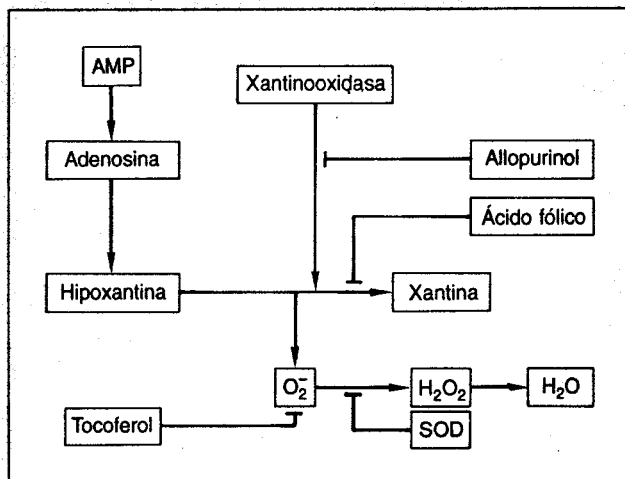 AMP
Xantinooxidasa
Adenosina
Allopurinol
Ácido fólico
Hipoxantina
Xantina
O₂⁻
H₂O₂
H₂O
Tocoferol
SOD